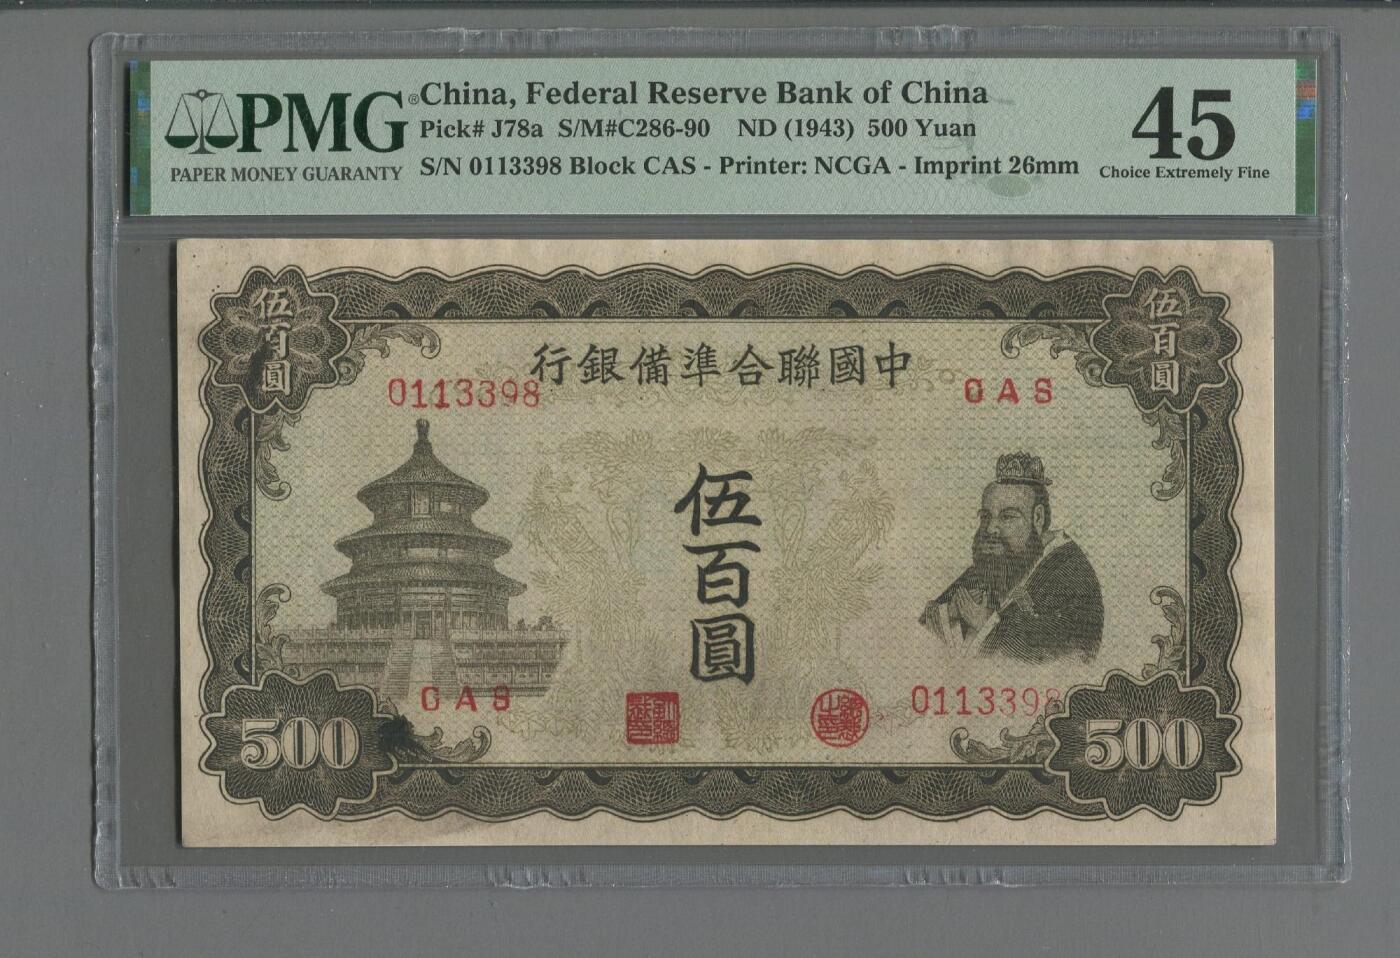 PMG®
PAPER MONEY GUARANTY
China, Federal Reserve Bank of China
Pick# J78a S/M#C286-90 ND (1943) 500 Yuan
S/N 0113398 Block CAS - Printer: NCGA - Imprint 26mm
45
Choice Extremely Fine
伍百圓
伍百圓
行銀備準合聯國中
0113398
CAS
伍百圓
CAS
0113398
500
500